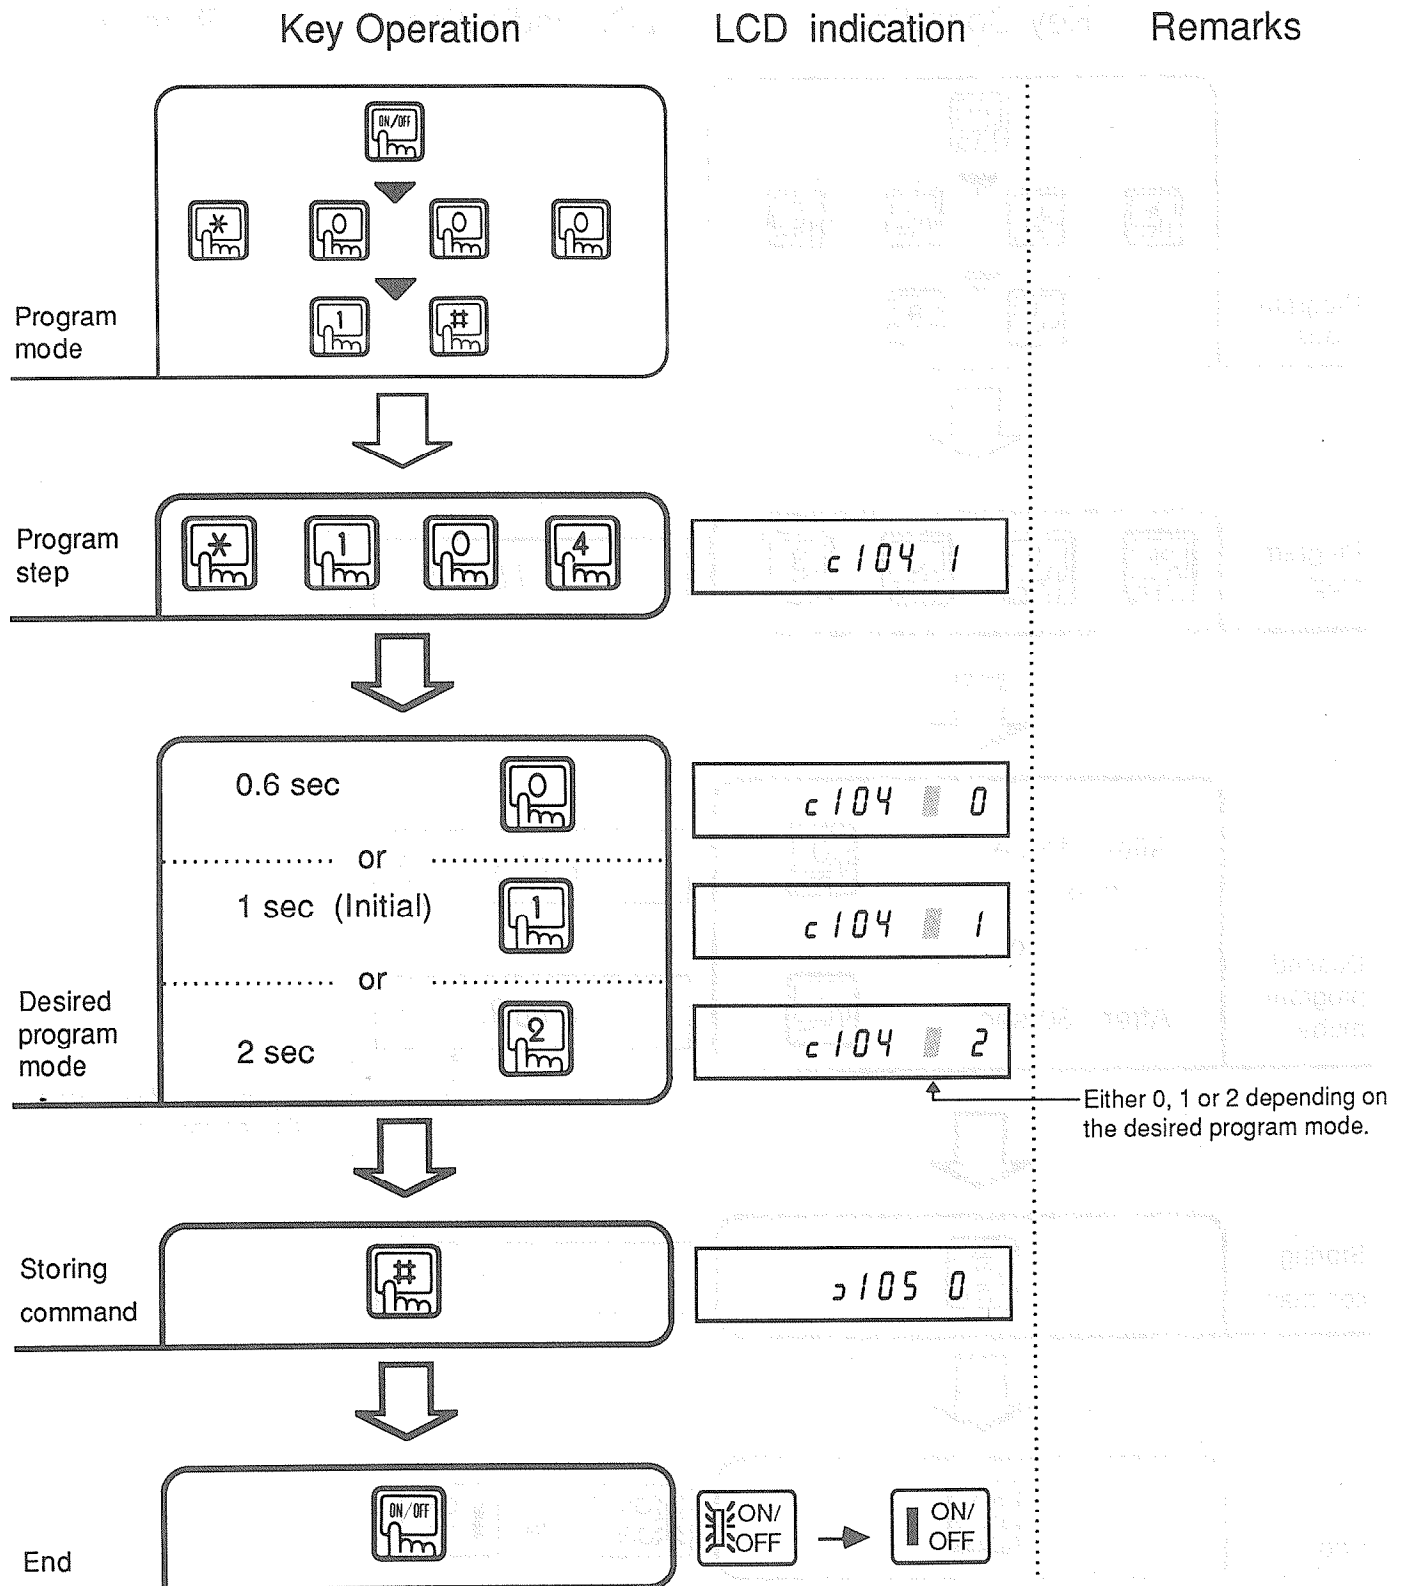 Key Operation LCD indication Remarks
ON/OFF
* 0 0 0
1 #
Program
mode
Program
step
* 1 0 4
c104 1
0.6 sec
0
c104 0
or
1 sec (Initial)
1
c104 1
or
2 sec
2
c104 2
Desired
program
mode
Either 0, 1 or 2 depending on
the desired program mode.
Storing
command
#
ɔ105 0
End
ON/OFF
ON/
OFF
ON/
OFF